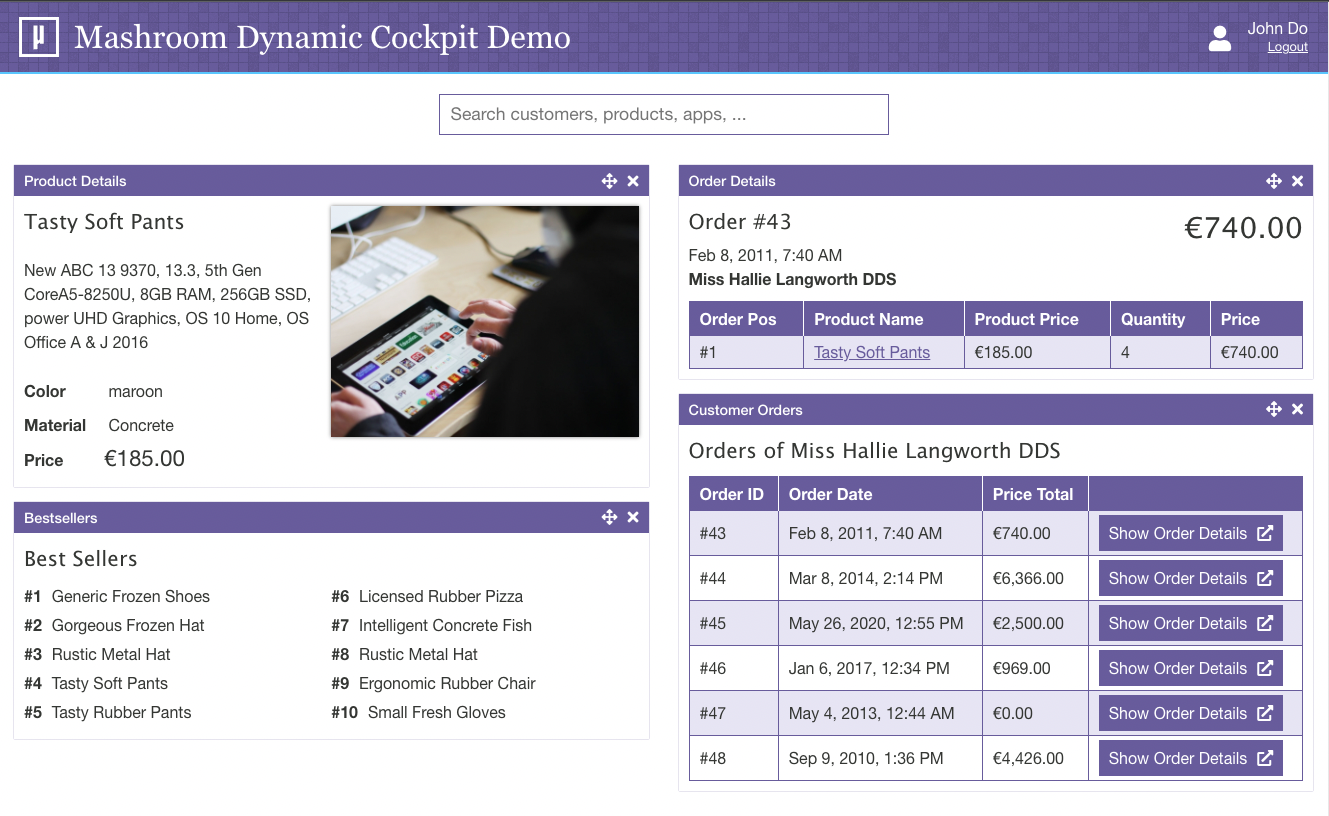 Mashroom Dynamic Cockpit Demo
John Do
Logout
Search customers, products, apps, ...
Product Details
Tasty Soft Pants
New ABC 13 9370, 13.3, 5th Gen
CoreA5-8250U, 8GB RAM, 256GB SSD,
power UHD Graphics, OS 10 Home, OS
Office A & J 2016
Color maroon
Material Concrete
Price €185.00
Bestsellers
Best Sellers
#1 Generic Frozen Shoes
#2 Gorgeous Frozen Hat
#3 Rustic Metal Hat
#4 Tasty Soft Pants
#5 Tasty Rubber Pants
#6 Licensed Rubber Pizza
#7 Intelligent Concrete Fish
#8 Rustic Metal Hat
#9 Ergonomic Rubber Chair
#10 Small Fresh Gloves
Order Details
Order #43
€740.00
Feb 8, 2011, 7:40 AM
Miss Hallie Langworth DDS
Order Pos Product Name Product Price Quantity Price
#1 Tasty Soft Pants €185.00 4 €740.00
Customer Orders
Orders of Miss Hallie Langworth DDS
Order ID Order Date Price Total
#43 Feb 8, 2011, 7:40 AM €740.00 Show Order Details
#44 Mar 8, 2014, 2:14 PM €6,366.00 Show Order Details
#45 May 26, 2020, 12:55 PM €2,500.00 Show Order Details
#46 Jan 6, 2017, 12:34 PM €969.00 Show Order Details
#47 May 4, 2013, 12:44 AM €0.00 Show Order Details
#48 Sep 9, 2010, 1:36 PM €4,426.00 Show Order Details